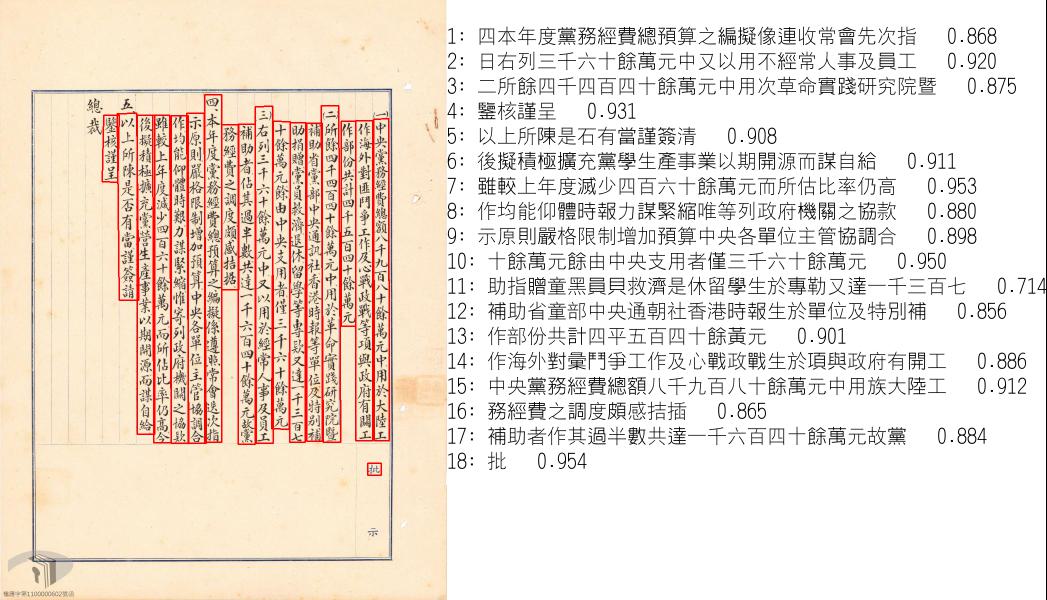 ㈠中央黨務經費總額八千九百八十餘萬元中用於大陸工
作海外對匪鬥爭工作及心戰政戰等項與政府有關工
作部份共計四千五百四十餘萬元
㈡所餘四千四百四十餘萬元中用於革命實踐研究院暨
補助省黨部中央通訊社香港時報等單位及特別補
助捐贈黨員救濟退休留學等專款又達一千三百七
十餘萬元餘由中央支用者僅三千六十餘萬元
㈢右列三千六十餘萬元中又以用於經常人事及員工
補助者佔其過半數共達一千六百四十餘萬元故黨
務經費之調度頗感拮据
四、本年度黨務經費總預算之編擬係遵照常會迭次指
示原則嚴格限制增加預算中央各單位主管協調合
作均能仰體時艱力謀緊縮惟寄列政府機關之協款
雖較上年度減少四百六十餘萬元而所佔比率仍高今
後擬積極擴充黨營生產事業以期開源而謀自給
五以上所陳是否有當謹簽請
鑒核謹呈
總裁
批示
第1100000602號函
1: 四本年度黨務經費總預算之編擬像連收常會先次指 0.868
2: 日右列三千六十餘萬元中又以用不經常人事及員工 0.920
3: 二所餘四千四百四十餘萬元中用次草命實踐研究院暨 0.875
4: 鑒核謹呈 0.931
5: 以上所陳是石有當謹簽清 0.908
6: 後擬積極擴充黨學生產事業以期開源而謀自給 0.911
7: 雖較上年度減少四百六十餘萬元而所估比率仍高 0.953
8: 作均能仰體時報力謀緊縮唯等列政府機關之協款 0.880
9: 示原則嚴格限制增加預算中央各單位主管協調合 0.898
10: 十餘萬元餘由中央支用者僅三千六十餘萬元 0.950
11: 助指贈童黑員貝救濟是休留學生於專勒又達一千三百七 0.714
12: 補助省童部中央通朝社香港時報生於單位及特別補 0.856
13: 作部份共計四平五百四十餘黃元 0.901
14: 作海外對彙鬥爭工作及心戰政戰生於項與政府有開工 0.886
15: 中央黨務經費總額八千九百八十餘萬元中用族大陸工 0.912
16: 務經費之調度頗感拮插 0.865
17: 補助者作其過半數共達一千六百四十餘萬元故黨 0.884
18: 批 0.954